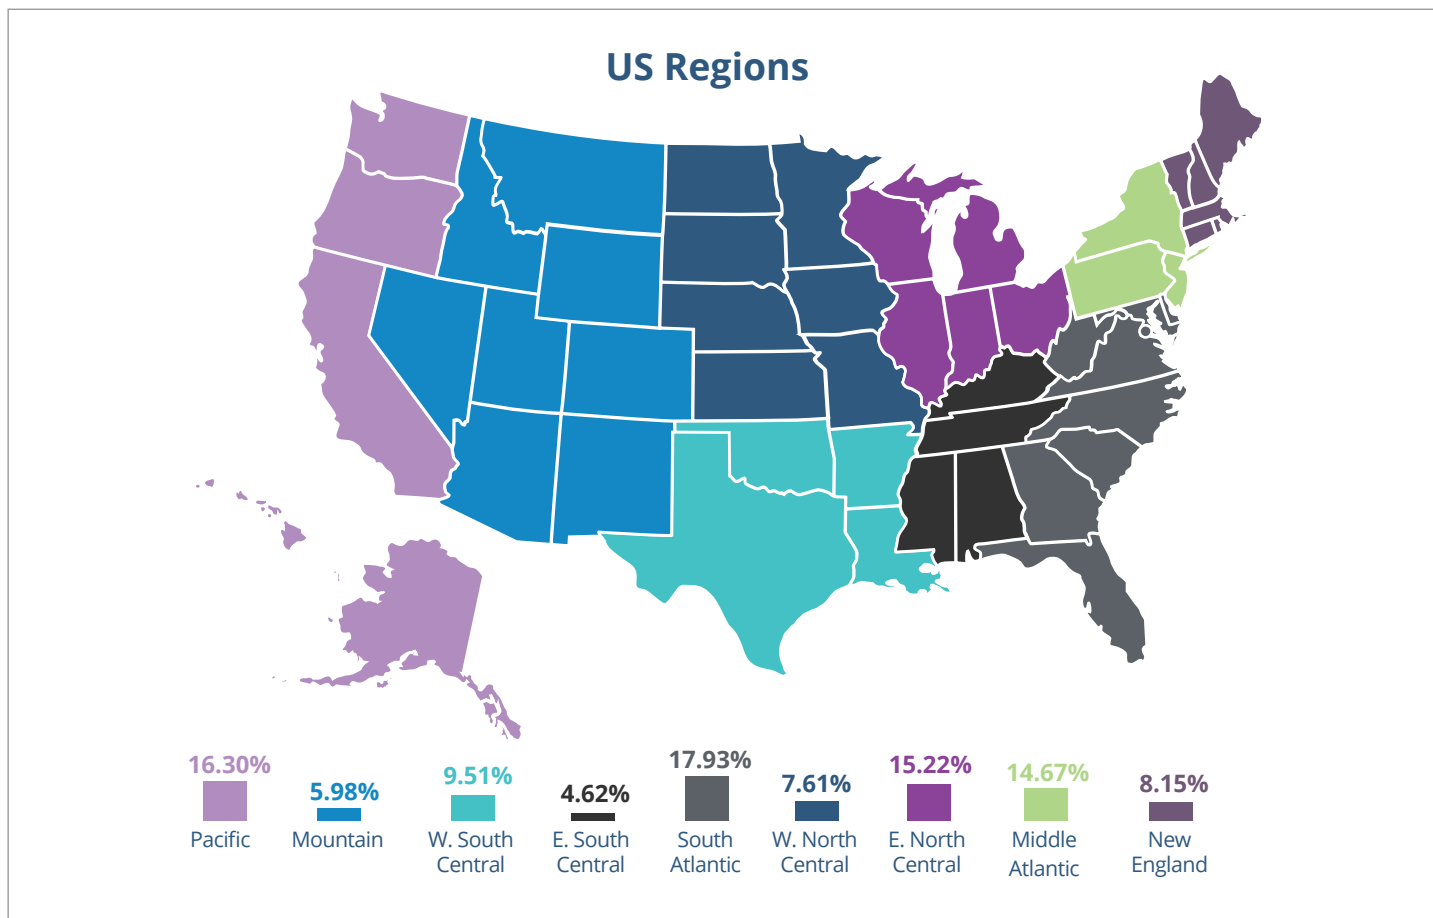 US Regions
16.30%
Pacific
5.98%
Mountain
9.51%
W. South
Central
4.62%
E. South
Central
17.93%
South
Atlantic
7.61%
W. North
Central
15.22%
E. North
Central
14.67%
Middle
Atlantic
8.15%
New
England